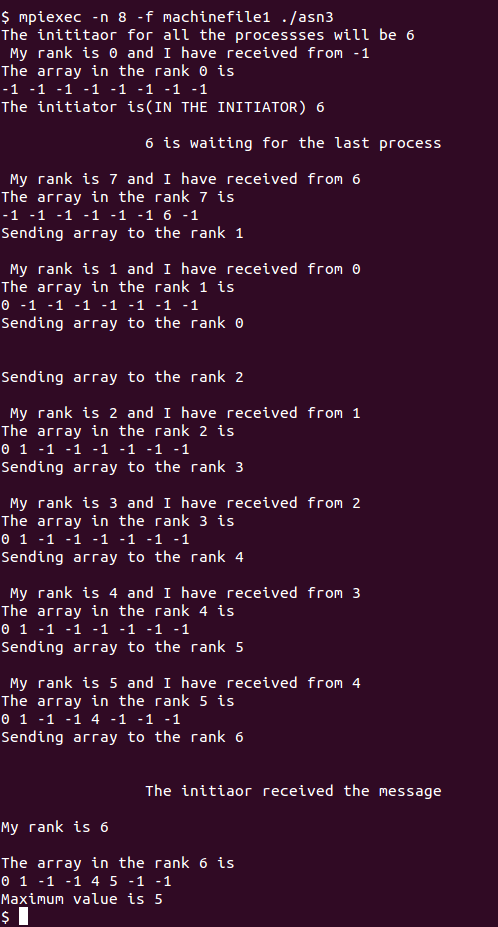 $ mpiexec -n 8 -f machinefile1 ./asn3
The inititaor for all the processses will be 6
My rank is 0 and I have received from -1
The array in the rank 0 is
-1 -1 -1 -1 -1 -1 -1 -1
The initiator is(IN THE INITIATOR) 6
6 is waiting for the last process
My rank is 7 and I have received from 6
The array in the rank 7 is
-1 -1 -1 -1 -1 -1 6 -1
Sending array to the rank 1
My rank is 1 and I have received from 0
The array in the rank 1 is
0 -1 -1 -1 -1 -1 -1 -1
Sending array to the rank 0
Sending array to the rank 2
My rank is 2 and I have received from 1
The array in the rank 2 is
0 1 -1 -1 -1 -1 -1 -1
Sending array to the rank 3
My rank is 3 and I have received from 2
The array in the rank 3 is
0 1 -1 -1 -1 -1 -1 -1
Sending array to the rank 4
My rank is 4 and I have received from 3
The array in the rank 4 is
0 1 -1 -1 -1 -1 -1 -1
Sending array to the rank 5
My rank is 5 and I have received from 4
The array in the rank 5 is
0 1 -1 -1 4 -1 -1 -1
Sending array to the rank 6
The initiaor received the message
My rank is 6
The array in the rank 6 is
0 1 -1 -1 4 5 -1 -1
Maximum value is 5
$